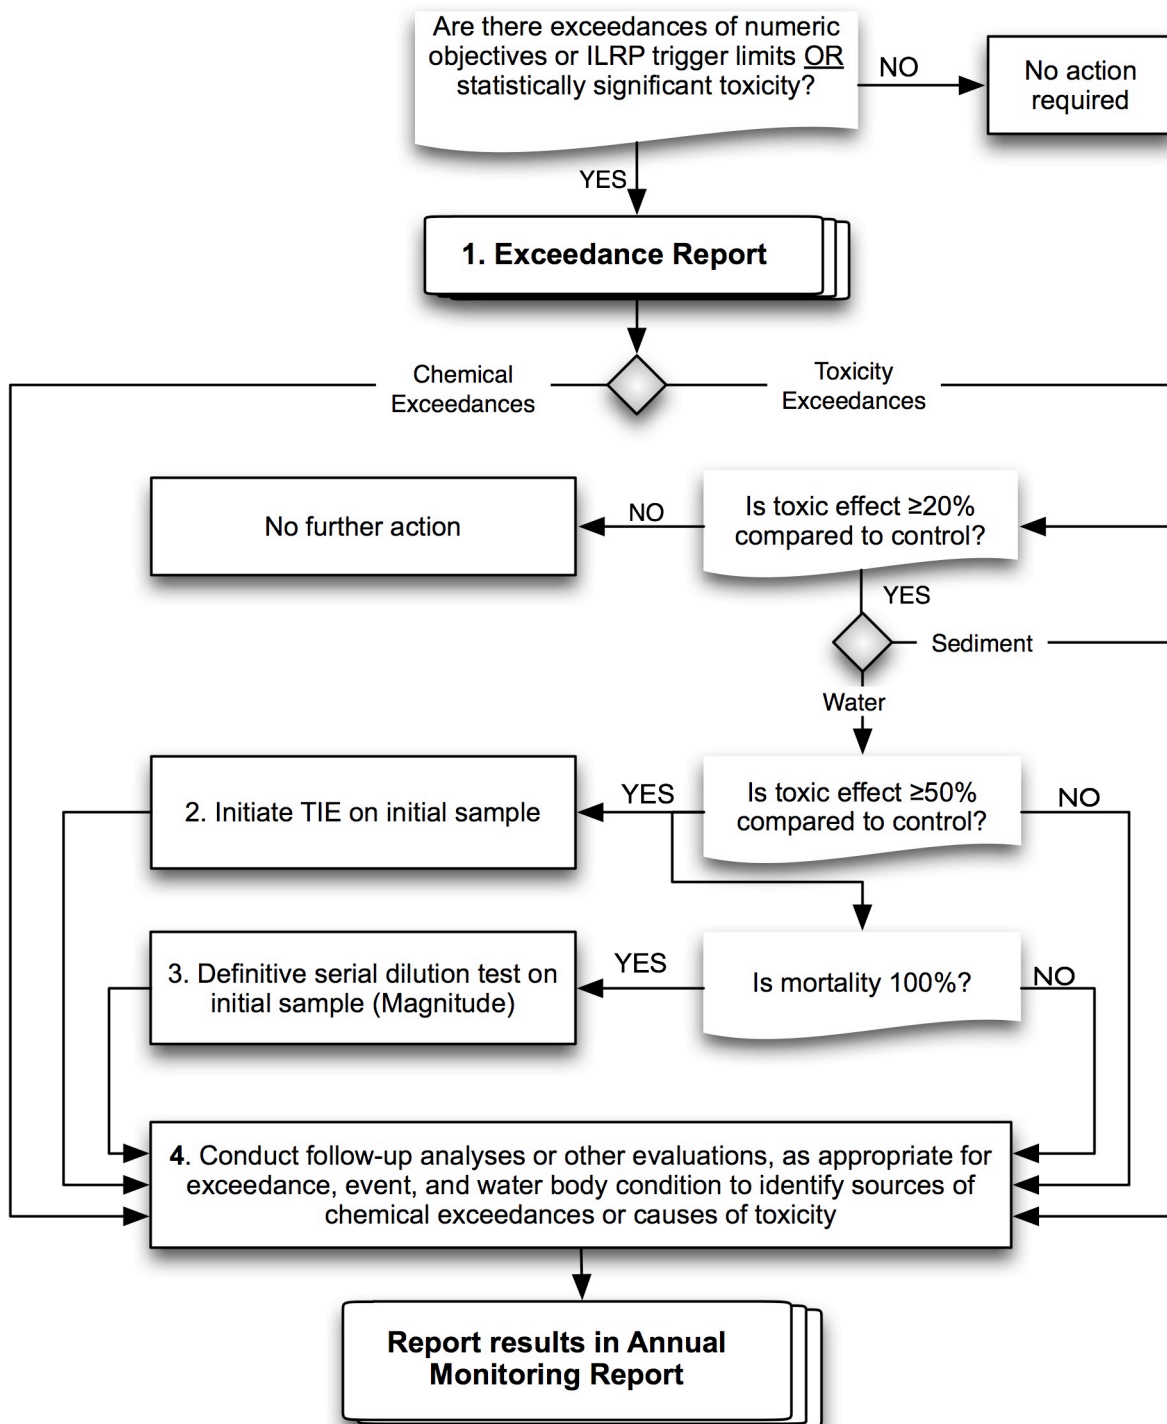 Are there exceedances of numeric
objectives or ILRP trigger limits OR
statistically significant toxicity?
NO
No action
required
YES
1. Exceedance Report
Chemical
Exceedances
Toxicity
Exceedances
No further action
NO
Is toxic effect ≥20%
compared to control?
YES
Sediment
Water
2. Initiate TIE on initial sample
YES
Is toxic effect ≥50%
compared to control?
NO
3. Definitive serial dilution test on
initial sample (Magnitude)
YES
Is mortality 100%?
NO
4. Conduct follow-up analyses or other evaluations, as appropriate for
exceedance, event, and water body condition to identify sources of
chemical exceedances or causes of toxicity
Report results in Annual
Monitoring Report